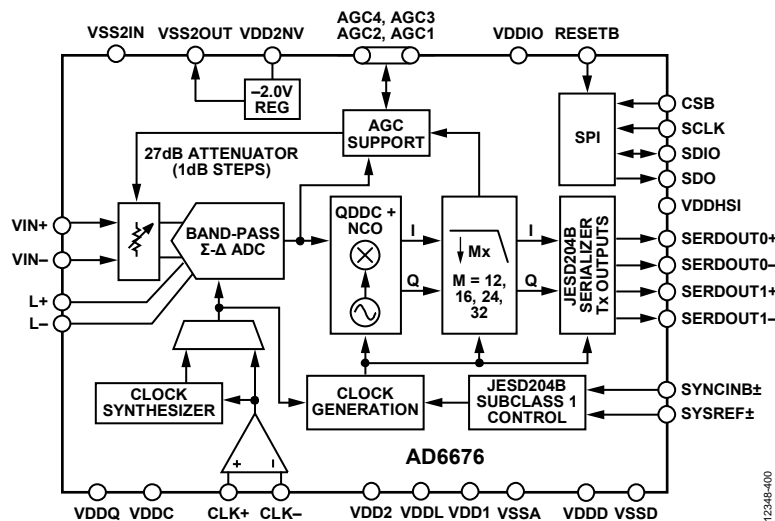 VSS2IN
VSS2OUT
VDD2NV
AGC4, AGC3
AGC2, AGC1
VDDIO
RESETB
–2.0V
REG
AGC
SUPPORT
SPI
CSB
SCLK
SDIO
SDO
27dB ATTENUATOR
(1dB STEPS)
VDDHSI
VIN+
VIN–
BAND-PASS
Σ-Δ ADC
QDDC +
NCO
I
Q
Mx
M = 12,
16, 24,
32
I
Q
JESD204B
SERIALIZER
Tx OUTPUTS
SERDOUT0+
SERDOUT0–
SERDOUT1+
SERDOUT1–
L+
L–
CLOCK
SYNTHESIZER
CLOCK
GENERATION
JESD204B
SUBCLASS 1
CONTROL
SYNCINB±
SYSREF±
+
–
AD6676
VDDQ
VDDC
CLK+
CLK–
VDD2
VDDL
VDD1
VSSA
VDDD
VSSD
12348-400